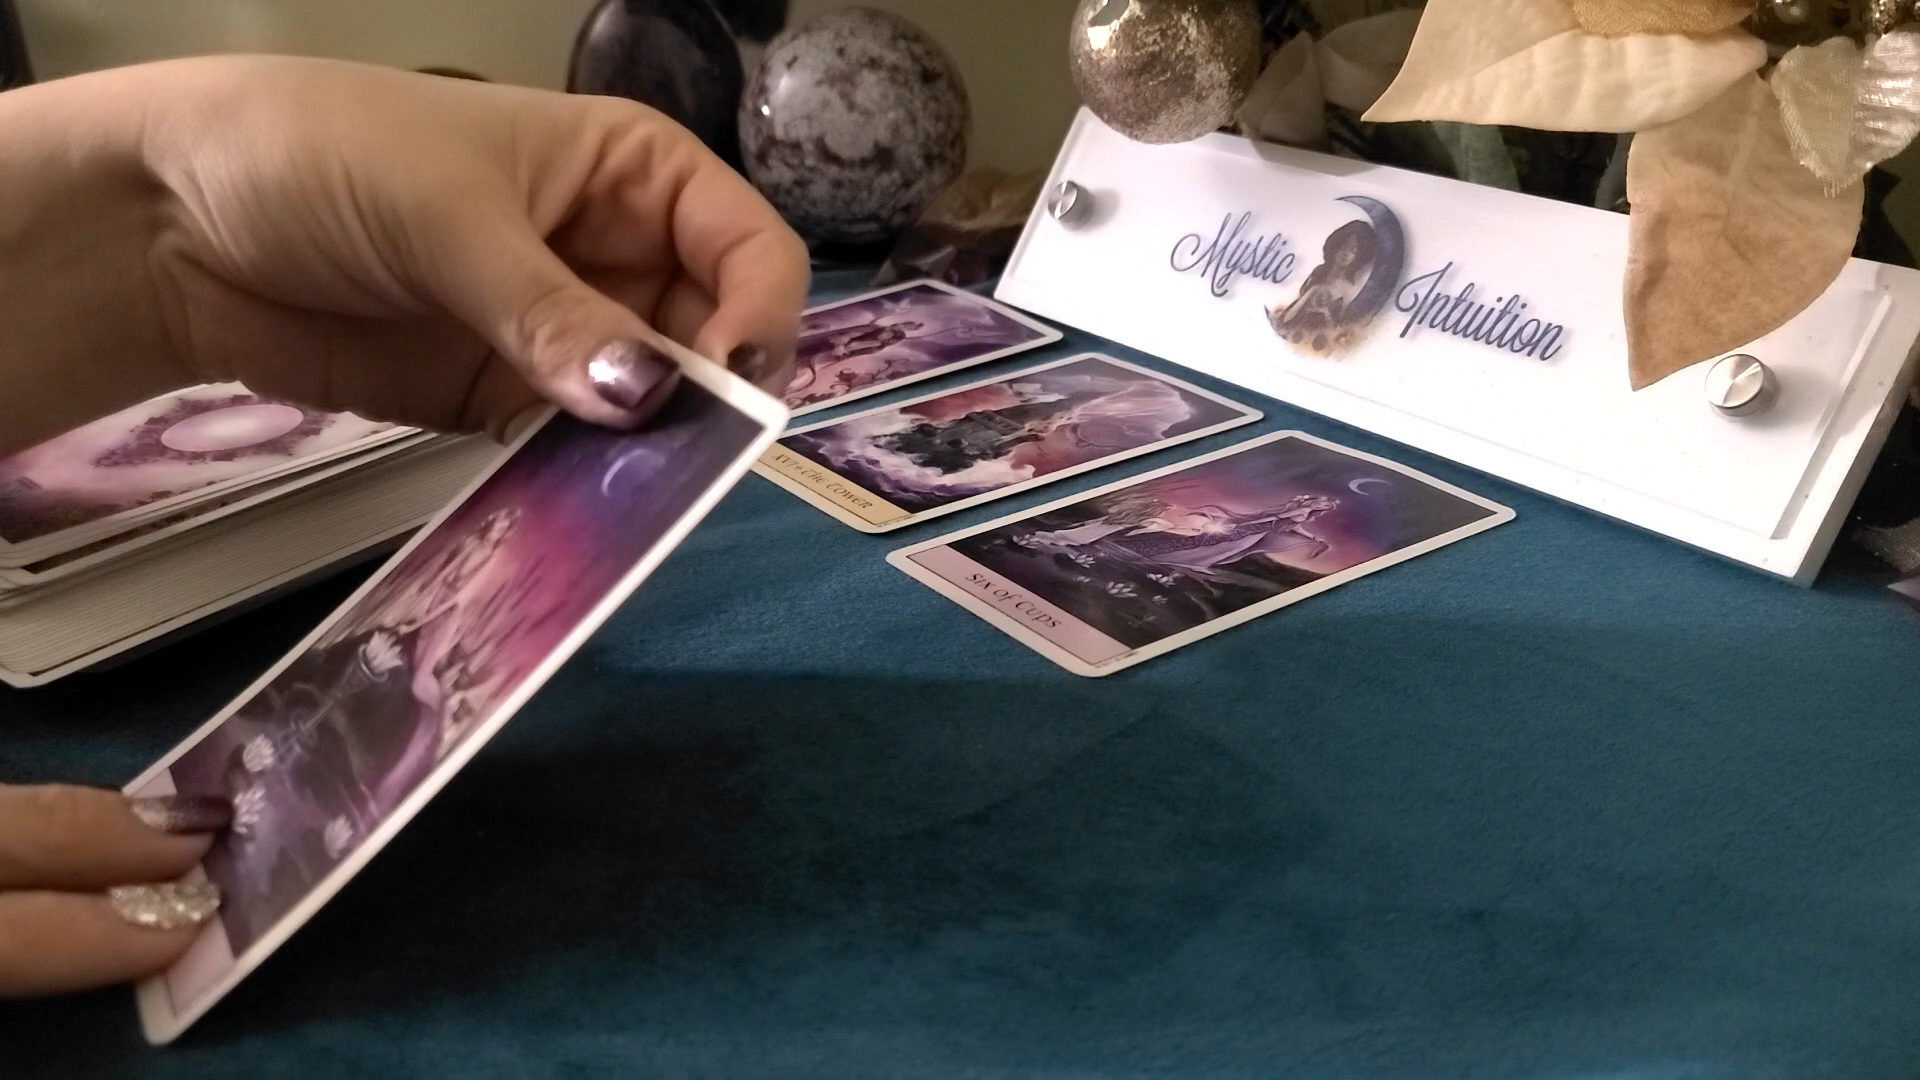 Mystic Intuition
XVI • The Tower
Six of Cups